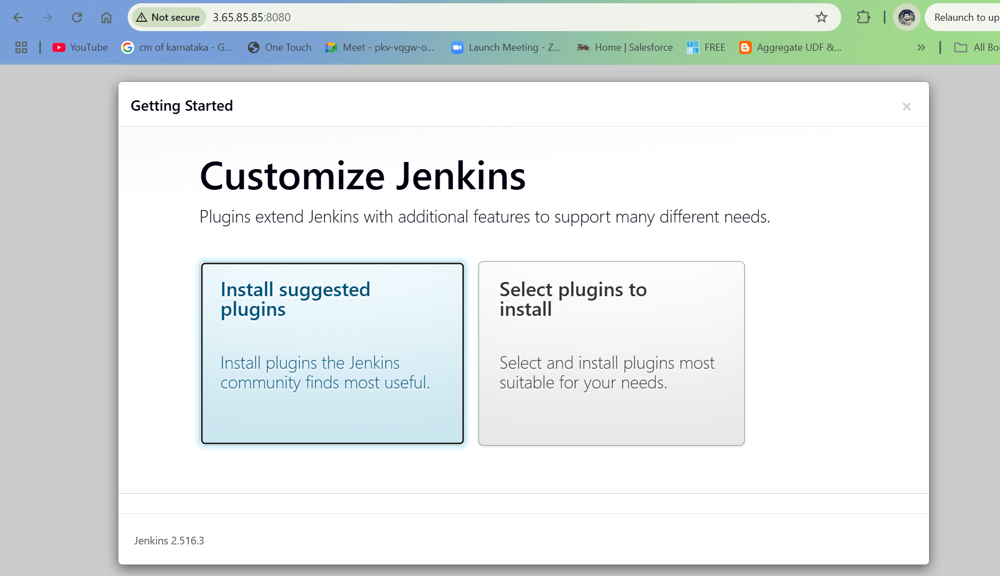 Not secure 3.65.85.85:8080 Relaunch to up
YouTube cm of karnataka - G... One Touch Meet - pkv-vqgw-o... Launch Meeting - Z... Home | Salesforce FREE Aggregate UDF &... » All Bo
Getting Started ×
Customize Jenkins
Plugins extend Jenkins with additional features to support many different needs.
Install suggested
plugins
Install plugins the Jenkins
community finds most useful.
Select plugins to
install
Select and install plugins most
suitable for your needs.
Jenkins 2.516.3